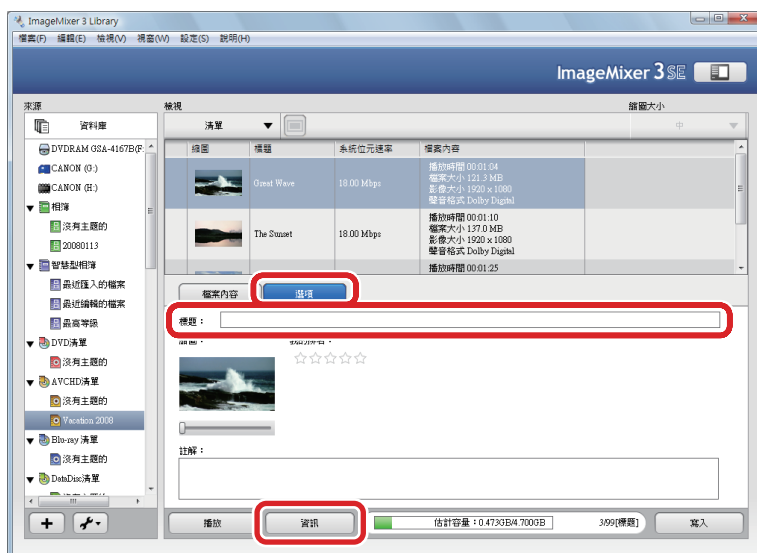 ImageMixer 3 Library
檔案(F) 編輯(E) 檢視(V) 視窗(W) 設定(S) 說明(H)
ImageMixer 3 SE
來源
檢視
縮圖大小
資料庫
清單
中
DVDRAM GSA-4167B(F:
CANON (G:)
CANON (H:)
相簿
沒有主題的
20080113
智慧型相簿
最近匯入的檔案
最近編輯的檔案
最高等級
DVD清單
沒有主題的
AVCHD清單
沒有主題的
Vacation 2008
Blu-ray 清單
沒有主題的
DataDisc清單
縮圖 標題 系統位元速率 檔案內容
Great Wave 18.00 Mbps
播放時間 00:01:04
檔案大小 121.3 MB
影像大小 1920 x 1080
聲音格式 Dolby Digital
The Sunset 18.00 Mbps
播放時間 00:01:10
檔案大小 137.0 MB
影像大小 1920 x 1080
聲音格式 Dolby Digital
播放時間 00:01:25
檔案內容 選項
標題：
註解：
播放 資訊 估計容量：0.473GB/4.700GB 3/99[標題] 寫入